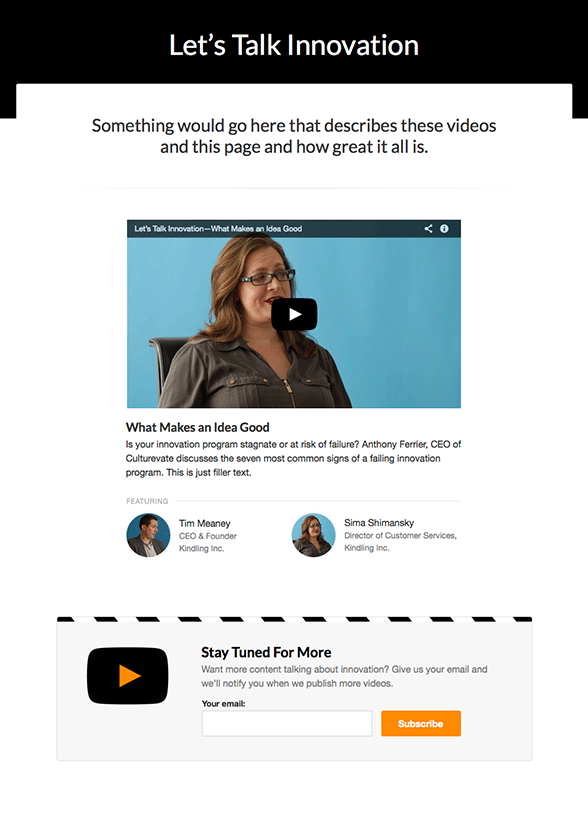 Let's Talk Innovation
Something would go here that describes these videos
and this page and how great it all is.
Let's Talk Innovation—What Makes an Idea Good
What Makes an Idea Good
Is your innovation program stagnate or at risk of failure? Anthony Ferrier, CEO of
Culturevate discusses the seven most common signs of a failing innovation
program. This is just filler text.
FEATURING
Tim Meaney
CEO & Founder
Kindling Inc.
Sima Shimansky
Director of Customer Services,
Kindling Inc.
Stay Tuned For More
Want more content talking about innovation? Give us your email and
we'll notify you when we publish more videos.
Your email:
Subscribe